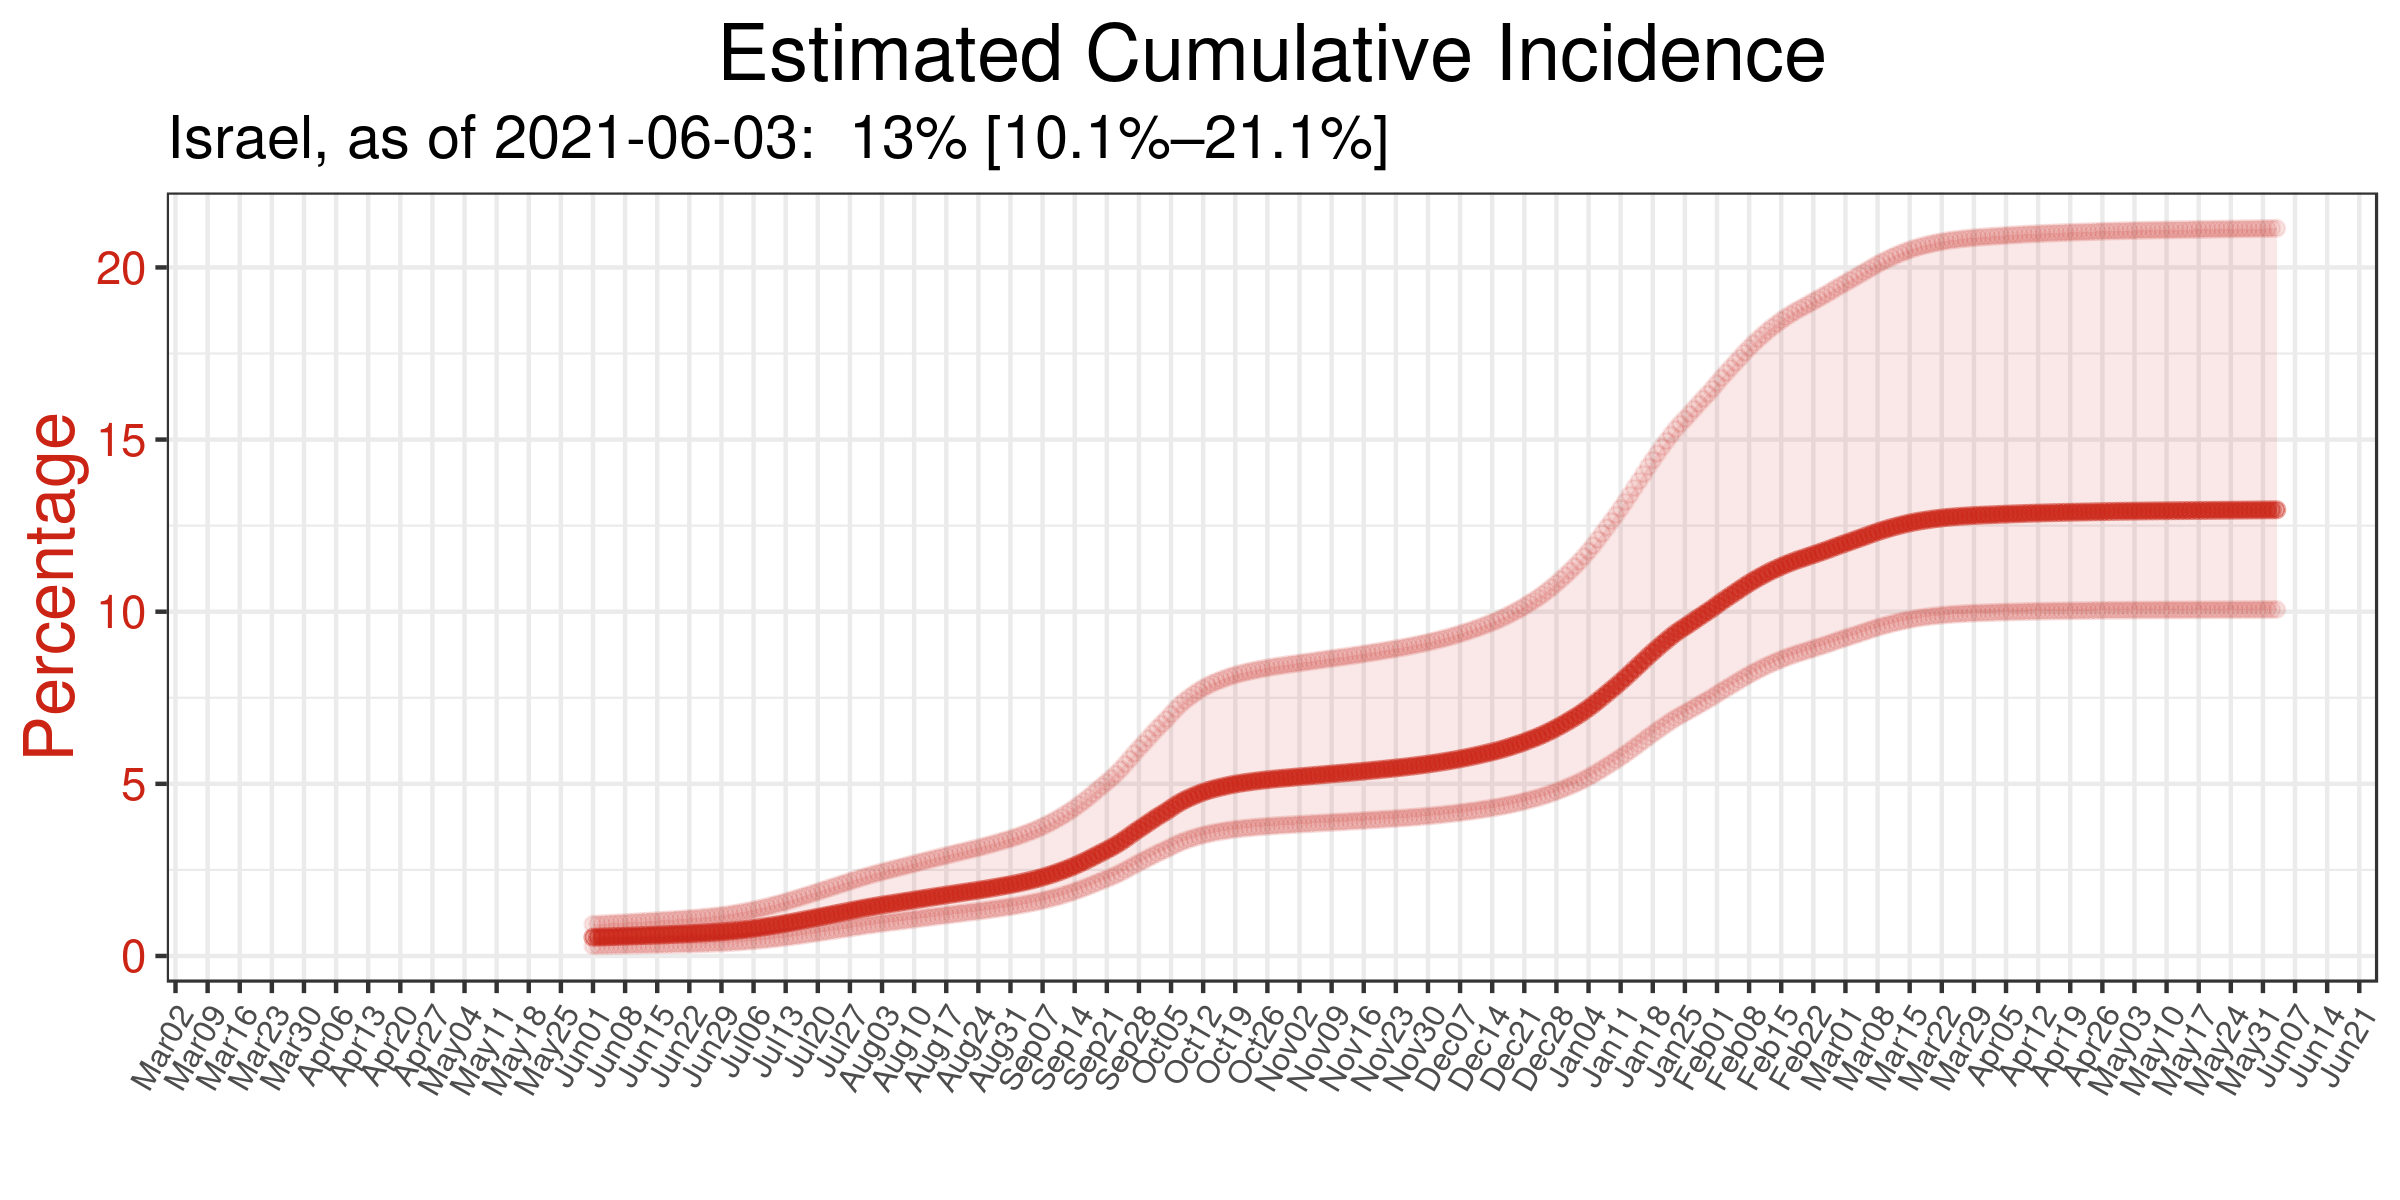 Estimated Cumulative Incidence
Israel, as of 2021-06-03:  13% [10.1%–21.1%]
Percentage
20
15
10
5
0
Mar02 Mar09 Mar16 Mar23 Mar30 Apr06 Apr13 Apr20 Apr27 May04 May11 May18 May25 Jun01 Jun08 Jun15 Jun22 Jun29 Jul06 Jul13 Jul20 Jul27 Aug03 Aug10 Aug17 Aug24 Aug31 Sep07 Sep14 Sep21 Sep28 Oct05 Oct12 Oct19 Oct26 Nov02 Nov09 Nov16 Nov23 Nov30 Dec07 Dec14 Dec21 Dec28 Jan04 Jan11 Jan18 Jan25 Feb01 Feb08 Feb15 Feb22 Mar01 Mar08 Mar15 Mar22 Mar29 Apr05 Apr12 Apr19 Apr26 May03 May10 May17 May24 May31 Jun07 Jun14 Jun21